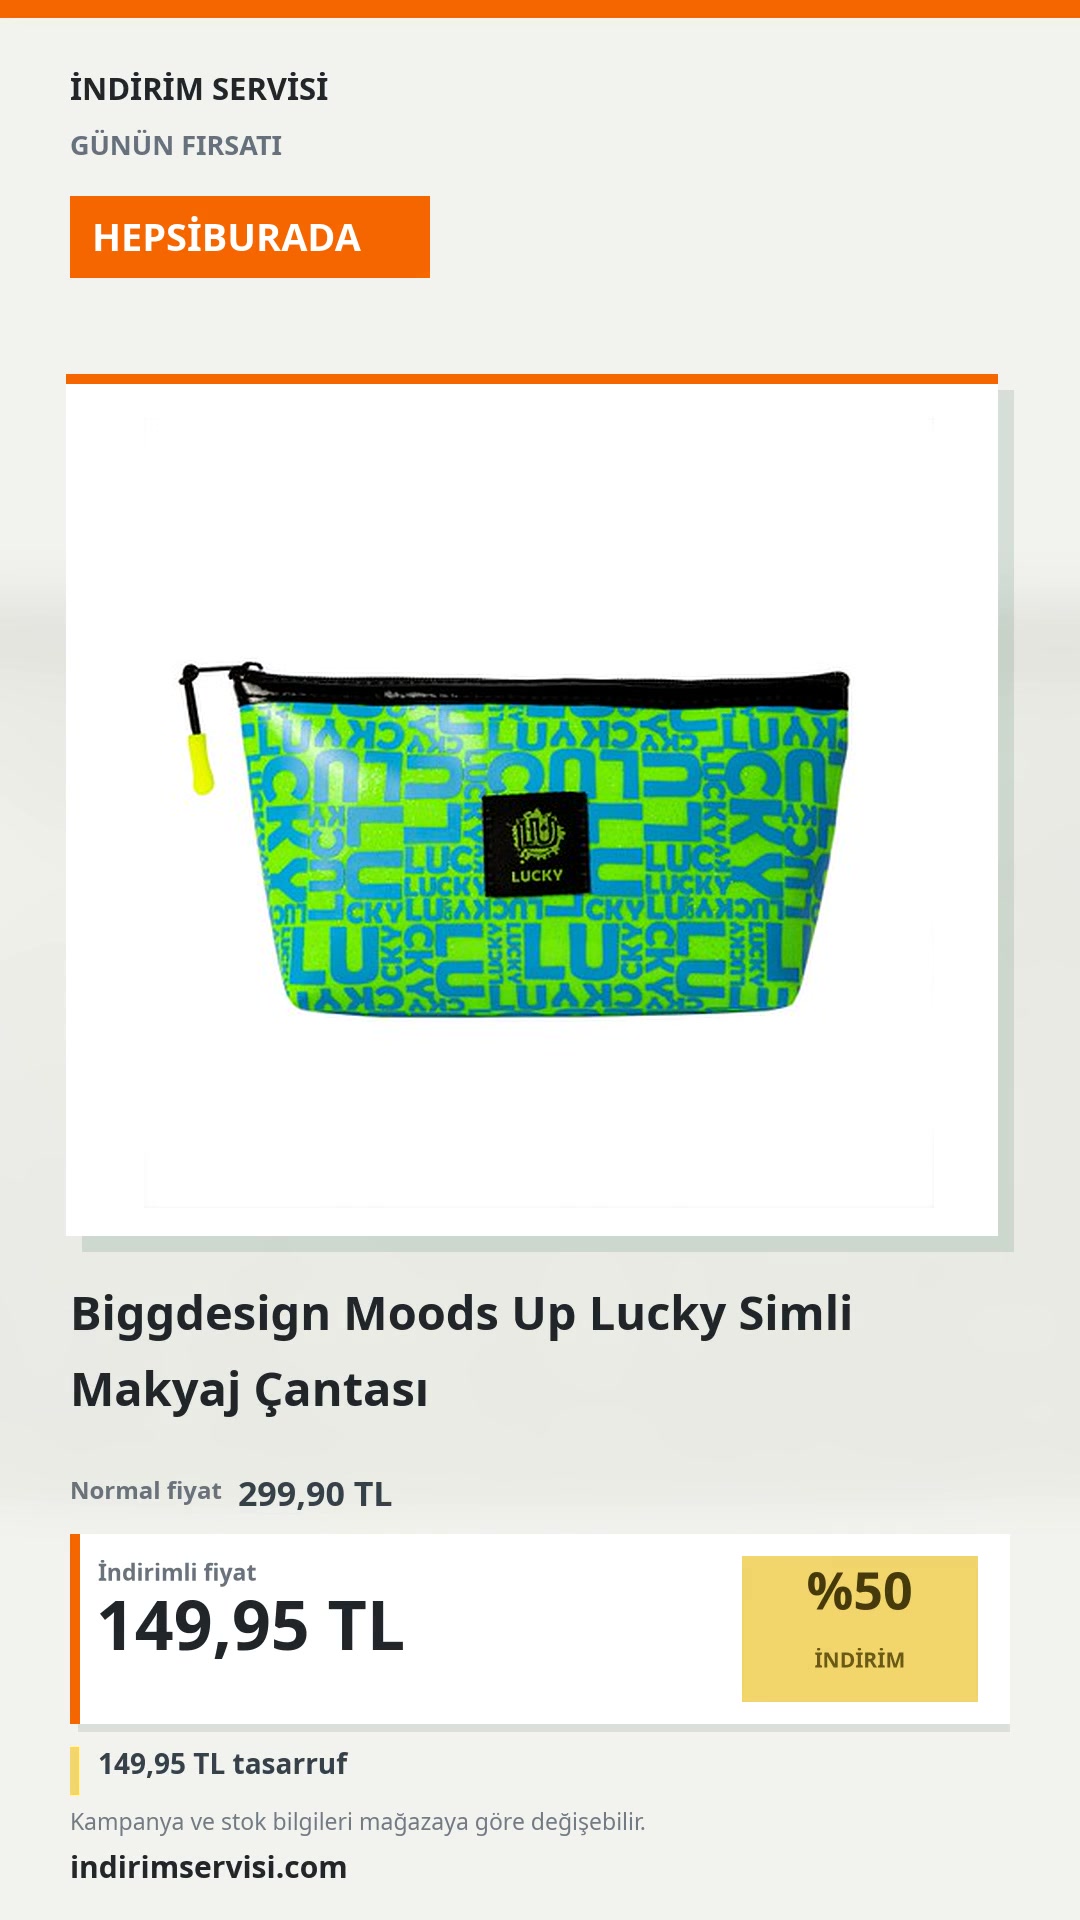 İNDİRİM SERVİSİ
GÜNÜN FIRSATI
HEPSİBURADA
LUCKY
Biggdesign Moods Up Lucky Simli
Makyaj Çantası
Normal fiyat 299,90 TL
İndirimli fiyat
149,95 TL
%50
İNDİRİM
149,95 TL tasarruf
Kampanya ve stok bilgileri mağazaya göre değişebilir.
indirimservisi.com